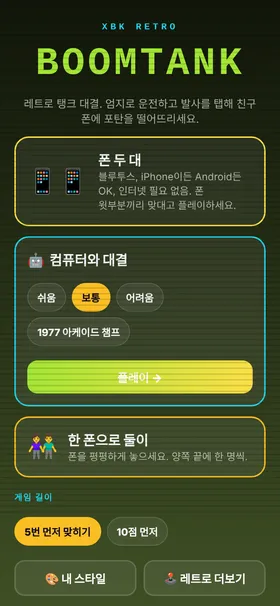 XBK RETRO
BOOMTANK
레트로 탱크 대결. 엄지로 운전하고 발사를 탭해 친구
폰에 포탄을 떨어뜨리세요.
폰 두 대
블루투스, iPhone이든 Android든
OK, 인터넷 필요 없음. 폰
윗부분끼리 맞대고 플레이하세요.
컴퓨터와 대결
쉬움
보통
어려움
1977 아케이드 챔프
플레이 →
한 폰으로 둘이
폰을 평평하게 놓으세요. 양쪽 끝에 한 명씩.
게임 길이
5번 먼저 맞히기
10점 먼저
내 스타일
레트로 더보기